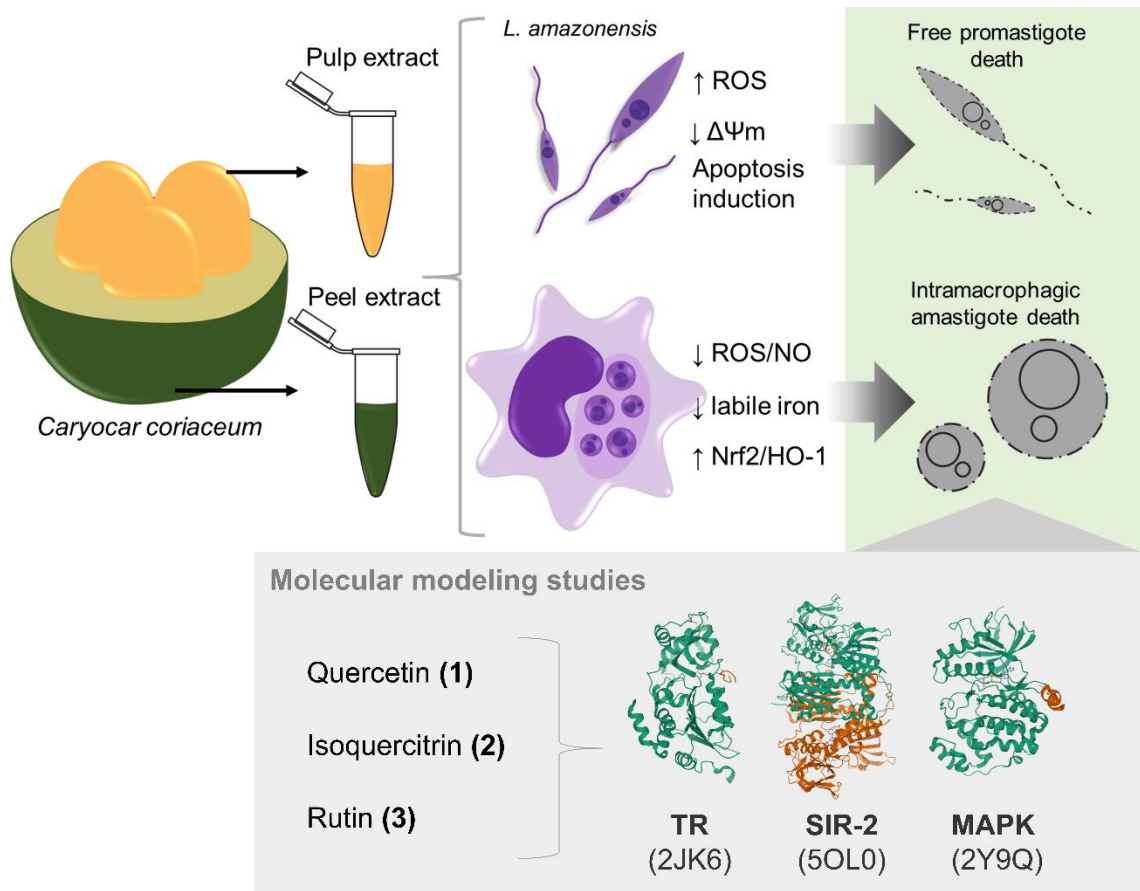 Pulp extract
Peel extract
Caryocar coriaceum
L. amazonensis
↑ ROS
↓ ΔΨm
Apoptosis
induction
↓ ROS/NO
↓ labile iron
↑ Nrf2/HO-1
Free promastigote
death
Intramacrophagic
amastigote death
Molecular modeling studies
Quercetin (1)
Isoquercitrin (2)
Rutin (3)
TR
(2JK6)
SIR-2
(5OL0)
MAPK
(2Y9Q)